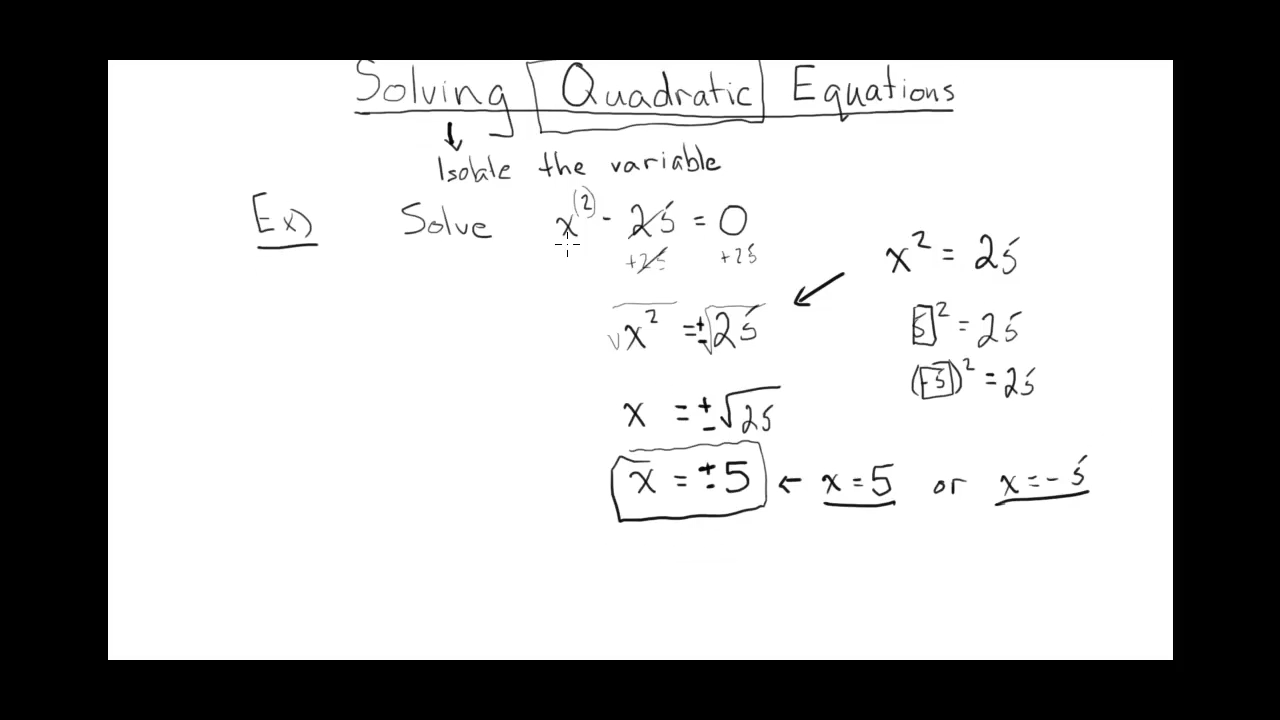 Solving Quadratic Equations
Isolate the variable
Ex) Solve x² - 25 = 0
+25 +25
x² = 25
√x² = ±√25
5² = 25
(-5)² = 25
x = ±√25
x = ±5 ← x = 5 or x = -5